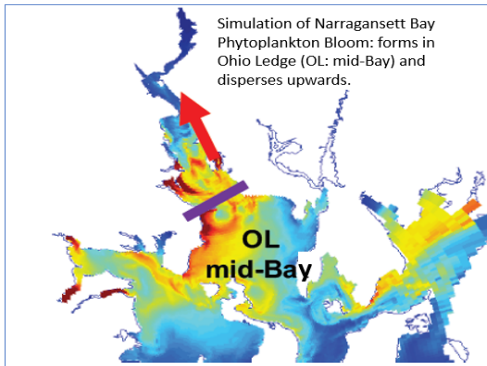 Simulation of Narragansett Bay
Phytoplankton Bloom: forms in
Ohio Ledge (OL: mid-Bay) and
disperses upwards.
OL
mid-Bay